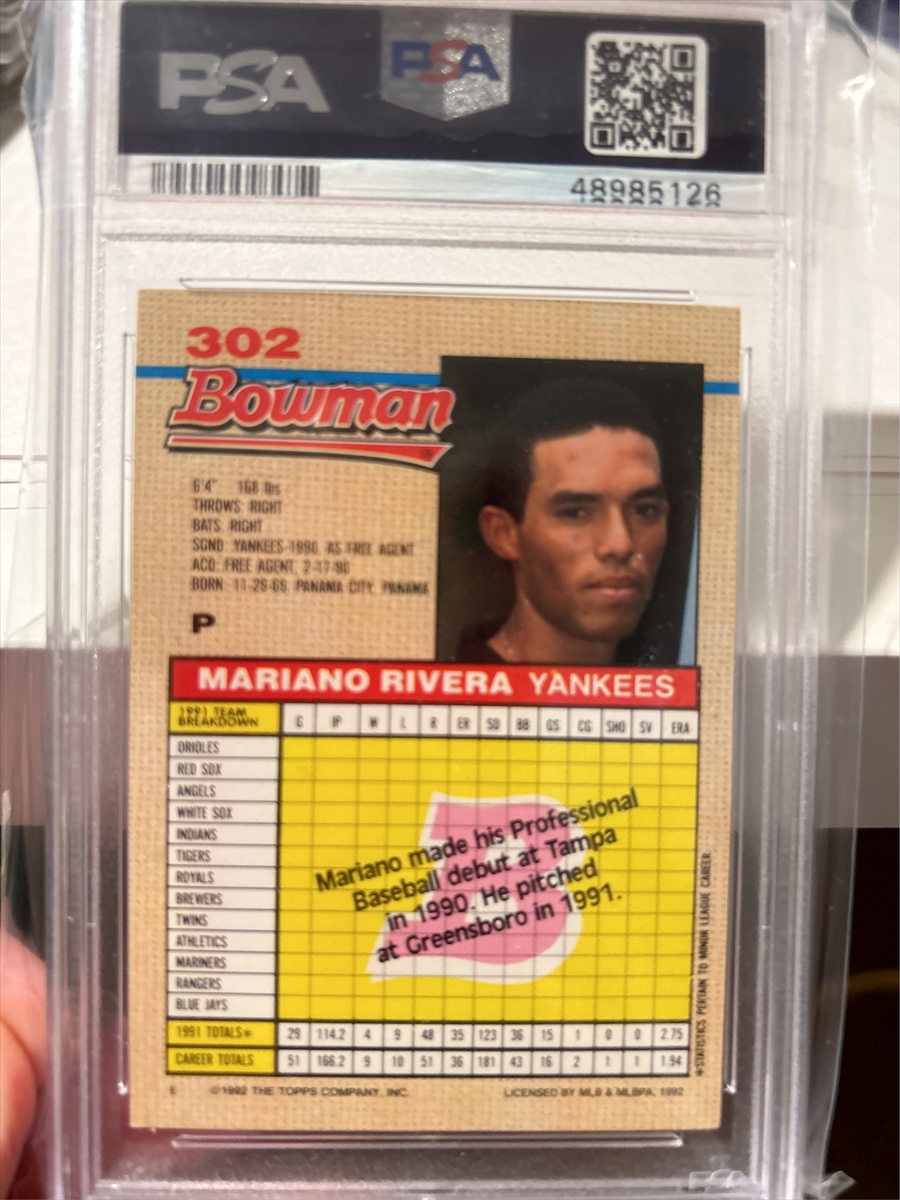 PSA
PSA
48985126
302
Bowman
6'4" 168 lbs
THROWS: RIGHT
BATS: RIGHT
SGND: YANKEES-1990, AS FREE AGENT
ACQ: FREE AGENT, 2-17-90
BORN: 11-29-69, PANAMA CITY, PANAMA
P
MARIANO RIVERA YANKEES
1991 TEAM BREAKDOWN G IP W L R ER SO BB GS CG SHO SV ERA
ORIOLES
RED SOX
ANGELS
WHITE SOX
INDIANS
TIGERS
ROYALS
BREWERS
TWINS
ATHLETICS
MARINERS
RANGERS
BLUE JAYS
B
Mariano made his Professional
Baseball debut at Tampa
in 1990. He pitched
at Greensboro in 1991.
1991 TOTALS* 29 114.2 4 9 48 35 123 36 15 1 0 0 2.75
CAREER TOTALS 51 166.2 9 10 51 36 181 43 16 2 1 1 1.94
*STATISTICS PERTAIN TO MINOR LEAGUE CAREER
E ©1992 THE TOPPS COMPANY, INC. LICENSED BY MLB & MLBPA, 1992